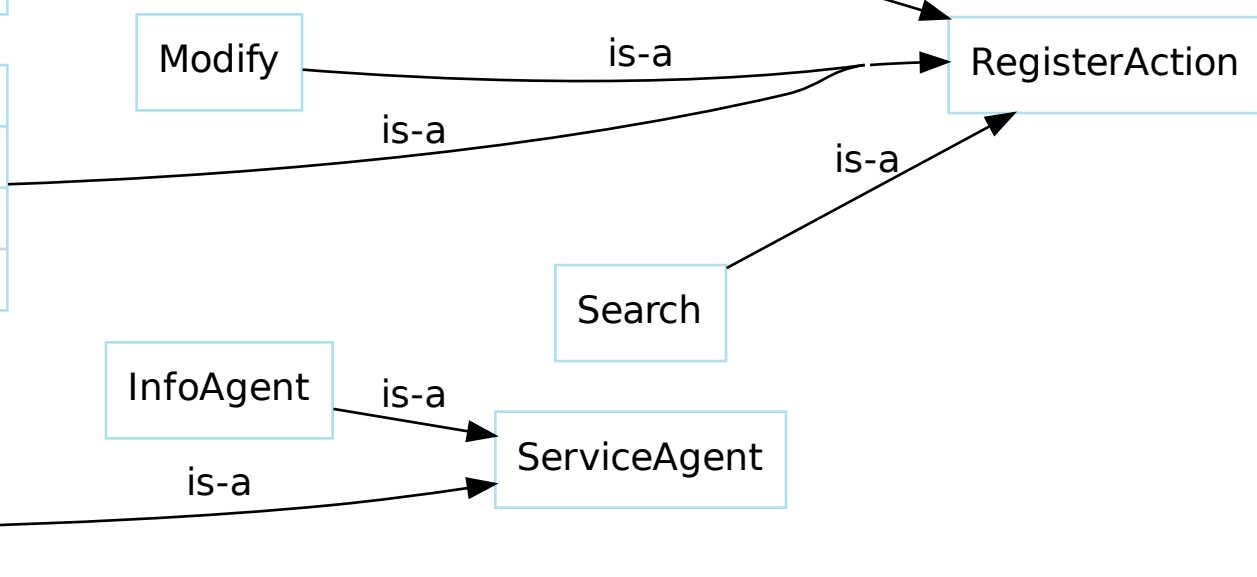 is-a
Modify
RegisterAction
is-a
is-a
Search
InfoAgent
is-a
ServiceAgent
is-a